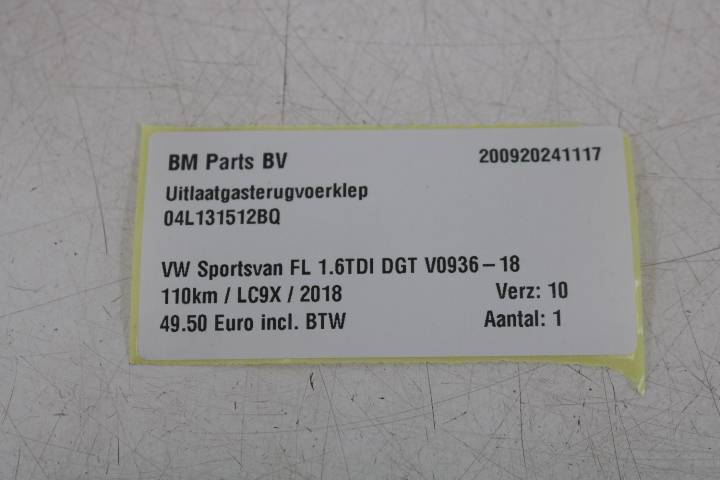 BM Parts BV 200920241117
Uitlaatgasterugvoerklep
04L131512BQ
VW Sportsvan FL 1.6TDI DGT V0936-18
110km / LC9X / 2018 Verz: 10
49.50 Euro incl. BTW Aantal: 1